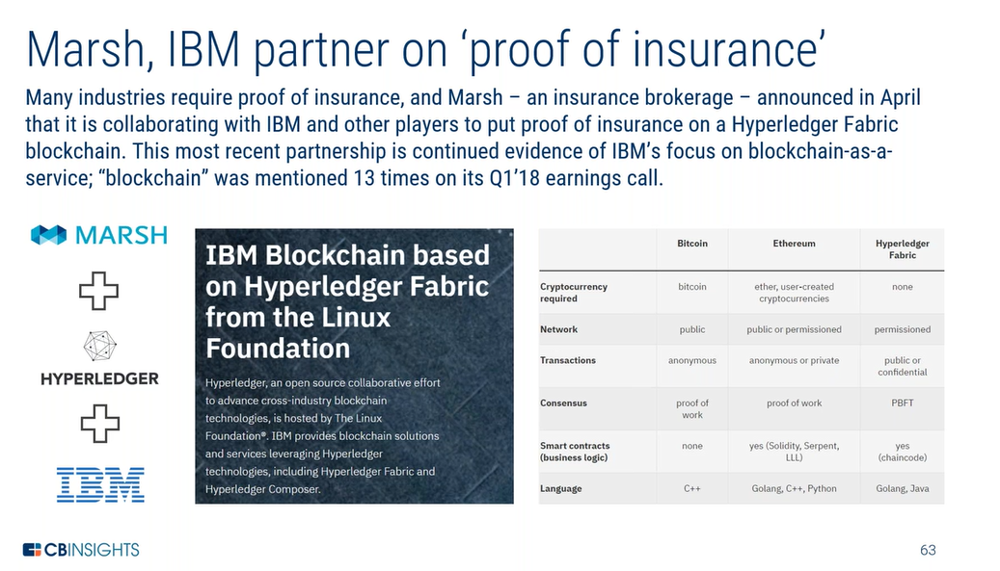 Marsh, IBM partner on ‘proof of insurance’
Many industries require proof of insurance, and Marsh – an insurance brokerage – announced in April
that it is collaborating with IBM and other players to put proof of insurance on a Hyperledger Fabric
blockchain. This most recent partnership is continued evidence of IBM’s focus on blockchain-as-a-
service; “blockchain” was mentioned 13 times on its Q1’18 earnings call.
MARSH
HYPERLEDGER
IBM
IBM Blockchain based
on Hyperledger Fabric
from the Linux
Foundation
Hyperledger, an open source collaborative effort
to advance cross-industry blockchain
technologies, is hosted by The Linux
Foundation®. IBM provides blockchain solutions
and services leveraging Hyperledger
technologies, including Hyperledger Fabric and
Hyperledger Composer.
Bitcoin Ethereum Hyperledger
Fabric
Cryptocurrency bitcoin ether, user-created none
required cryptocurrencies
Network public public or permissioned permissioned
Transactions anonymous anonymous or private public or
confidential
Consensus proof of proof of work PBFT
work
Smart contracts none yes (Solidity, Serpent, yes
(business logic) LLL) (chaincode)
Language C++ Golang, C++, Python Golang, Java
CBINSIGHTS
63